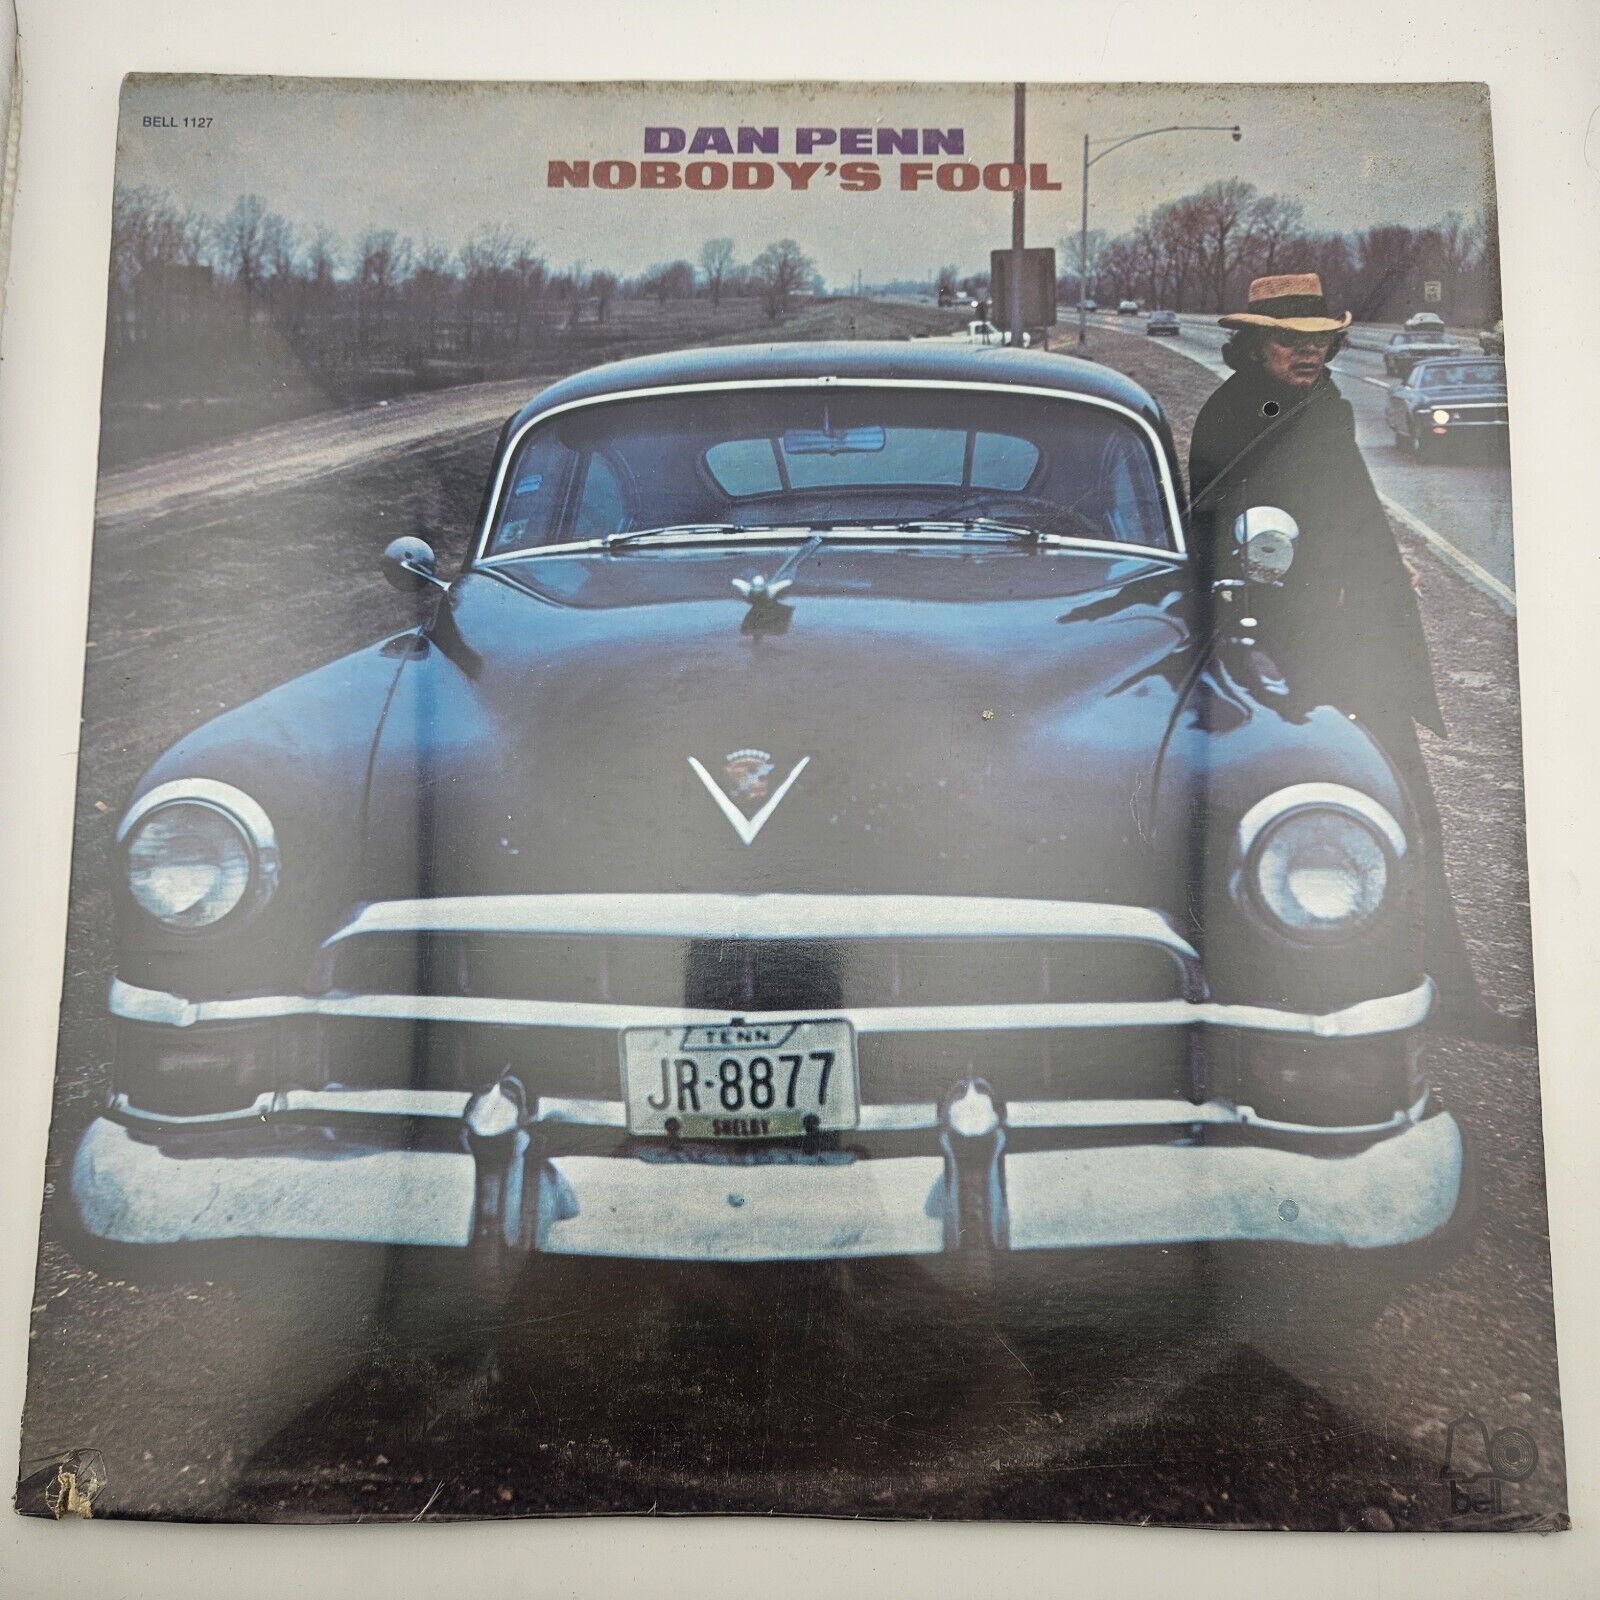 BELL 1127
DAN PENN
NOBODY'S FOOL
TENN
JR-8877
SHELBY
bell